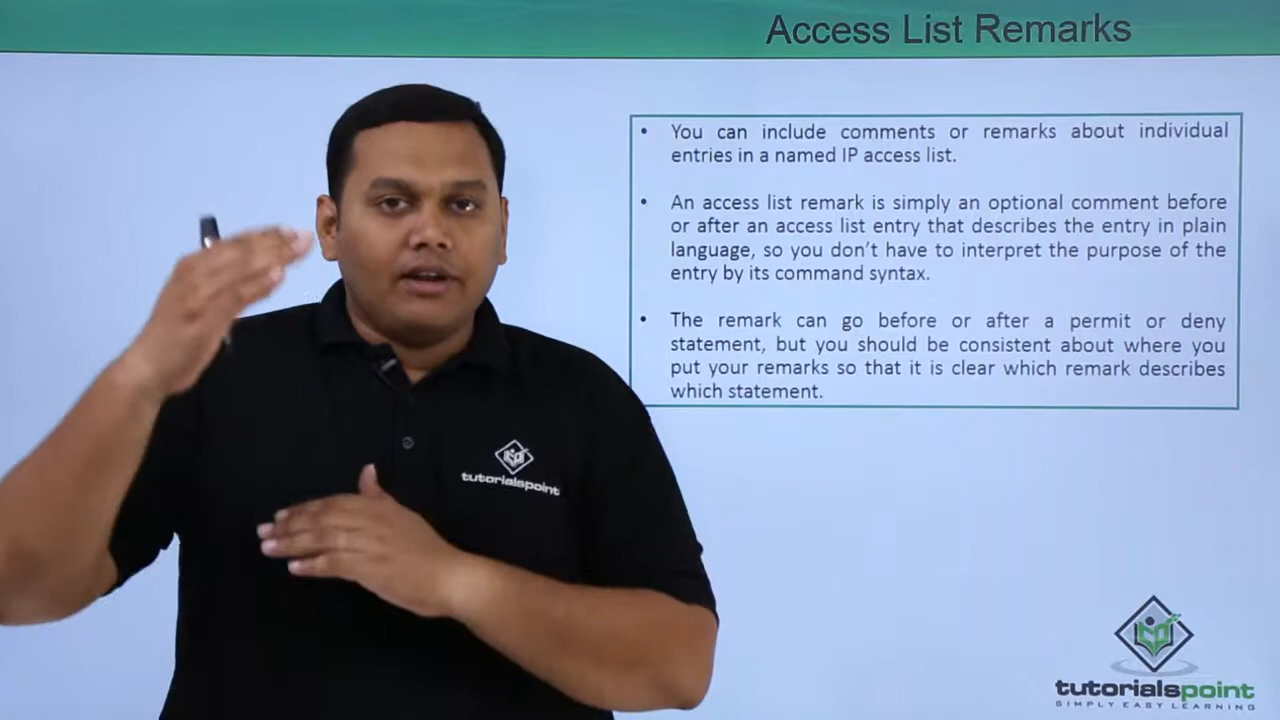 Access List Remarks
• You can include comments or remarks about individual
entries in a named IP access list.
• An access list remark is simply an optional comment before
or after an access list entry that describes the entry in plain
language, so you don’t have to interpret the purpose of the
entry by its command syntax.
• The remark can go before or after a permit or deny
statement, but you should be consistent about where you
put your remarks so that it is clear which remark describes
which statement.
tutorialspoint
tutorialspoint
SIMPLY EASY LEARNING